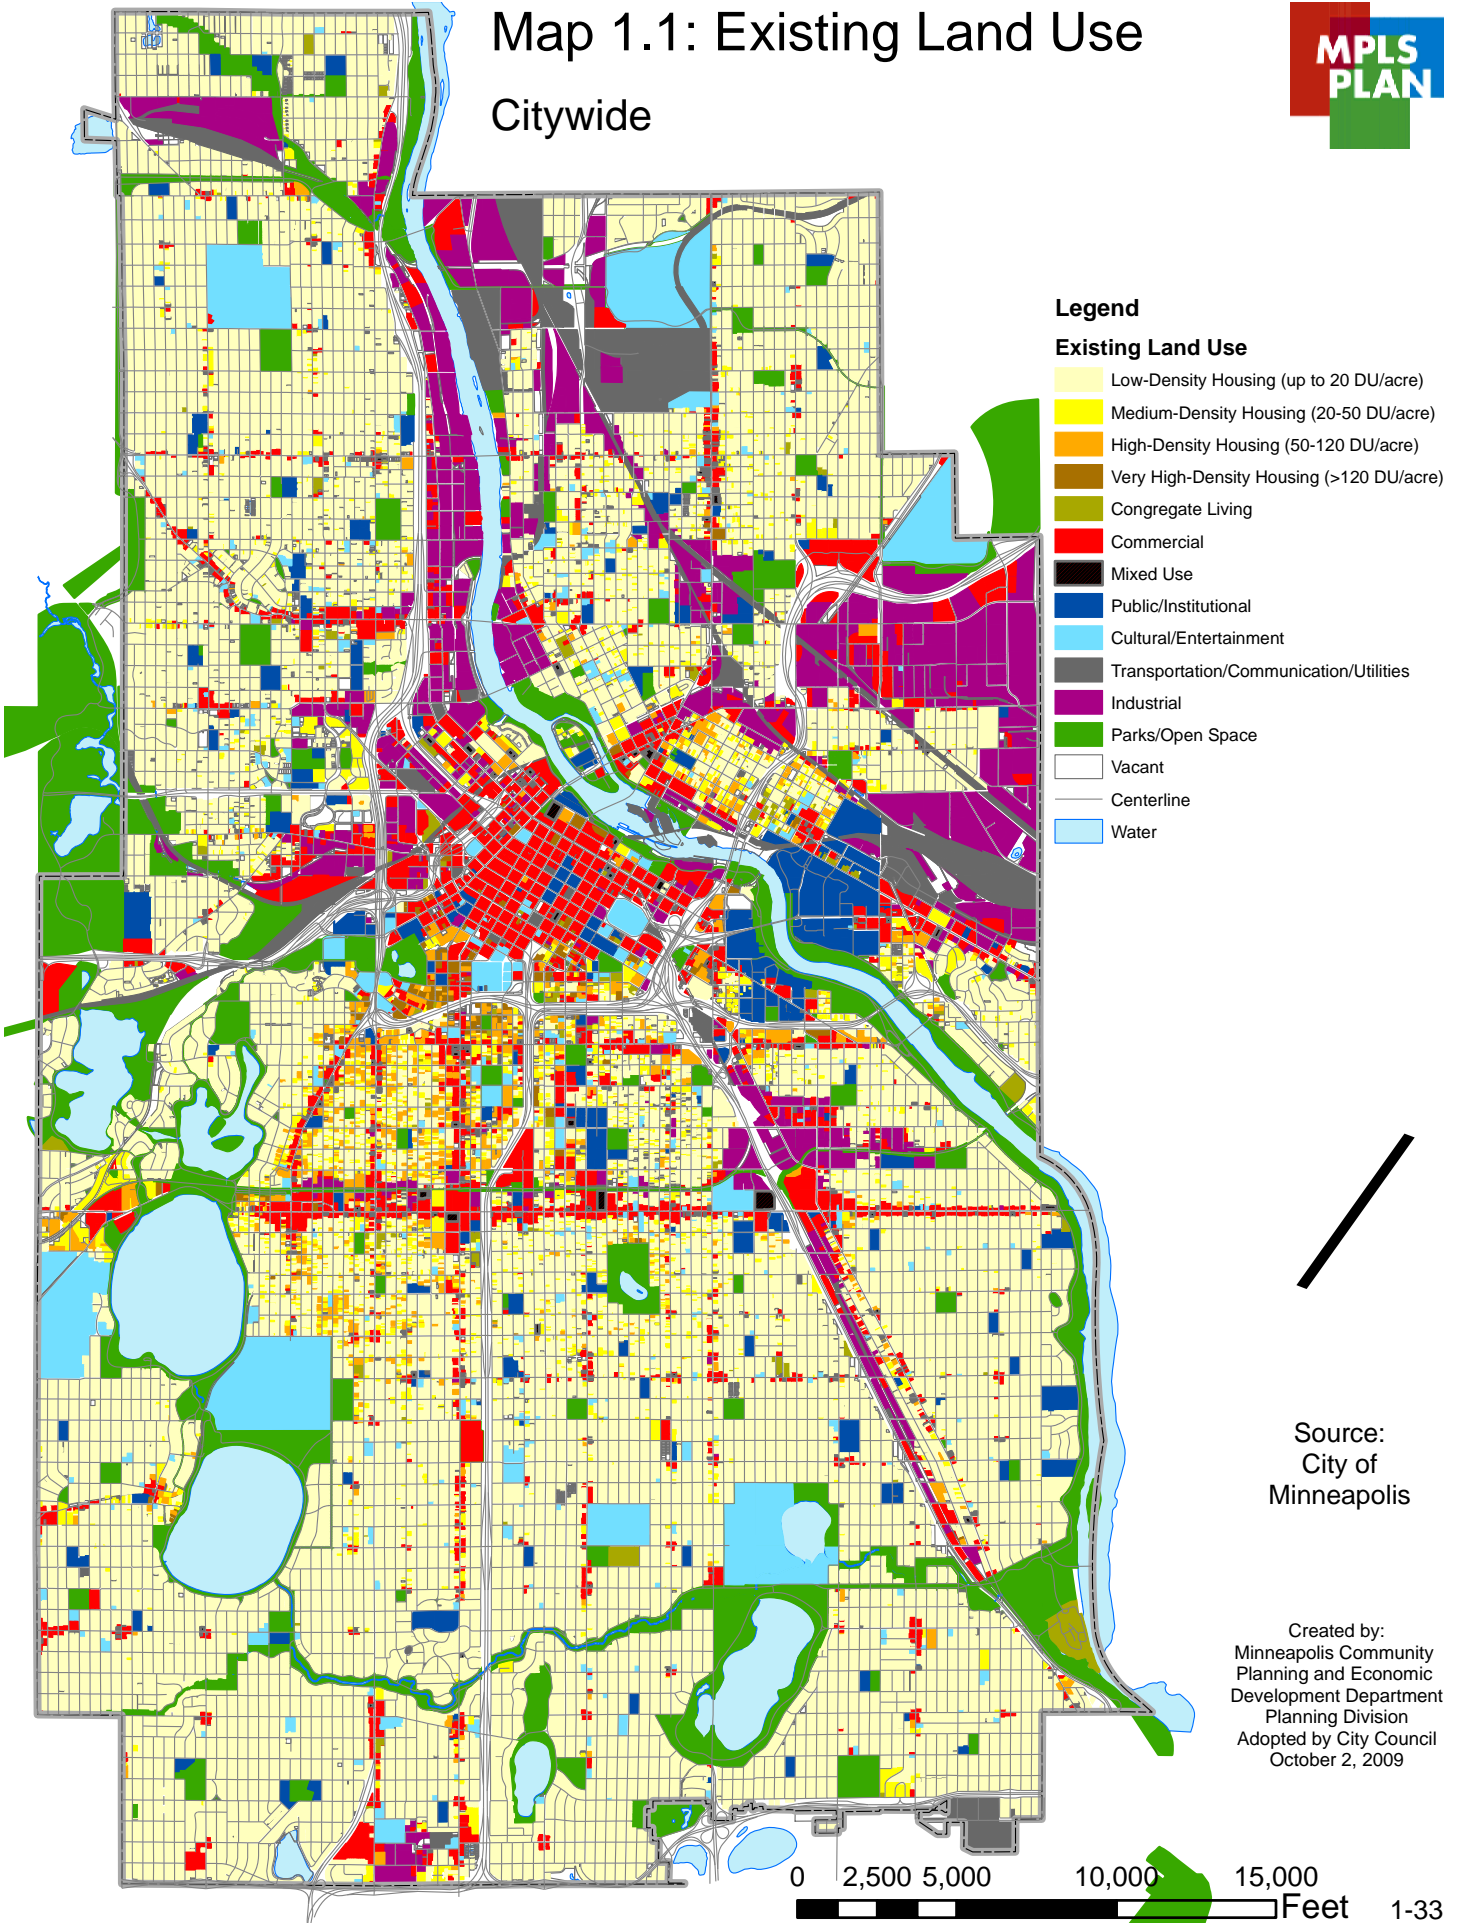 Map 1.1: Existing Land Use
Citywide
MPLS
PLAN
Legend
Existing Land Use
Low-Density Housing (up to 20 DU/acre)
Medium-Density Housing (20-50 DU/acre)
High-Density Housing (50-120 DU/acre)
Very High-Density Housing (>120 DU/acre)
Congregate Living
Commercial
Mixed Use
Public/Institutional
Cultural/Entertainment
Transportation/Communication/Utilities
Industrial
Parks/Open Space
Vacant
Centerline
Water
Source:
City of
Minneapolis
Created by:
Minneapolis Community
Planning and Economic
Development Department
Planning Division
Adopted by City Council
October 2, 2009
0 2,500 5,000 10,000 15,000
Feet
1-33